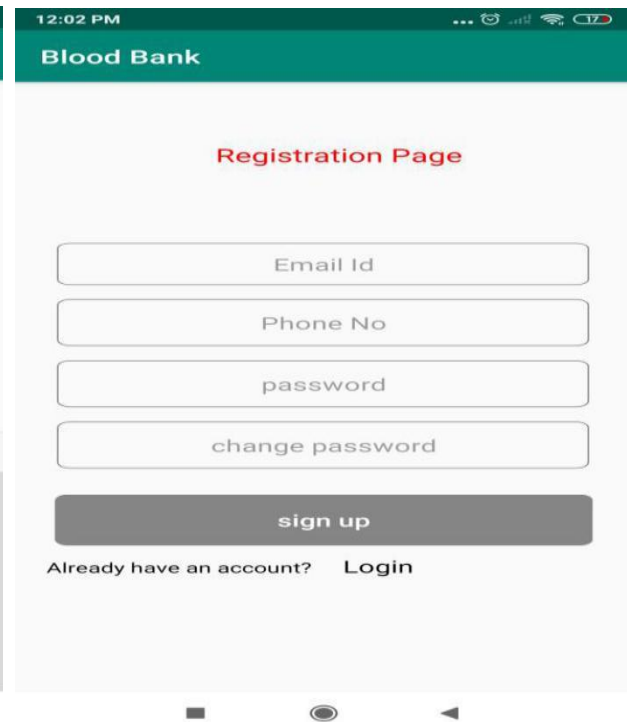 12:02 PM ... 17
Blood Bank
Registration Page
Email Id
Phone No
password
change password
sign up
Already have an account? Login